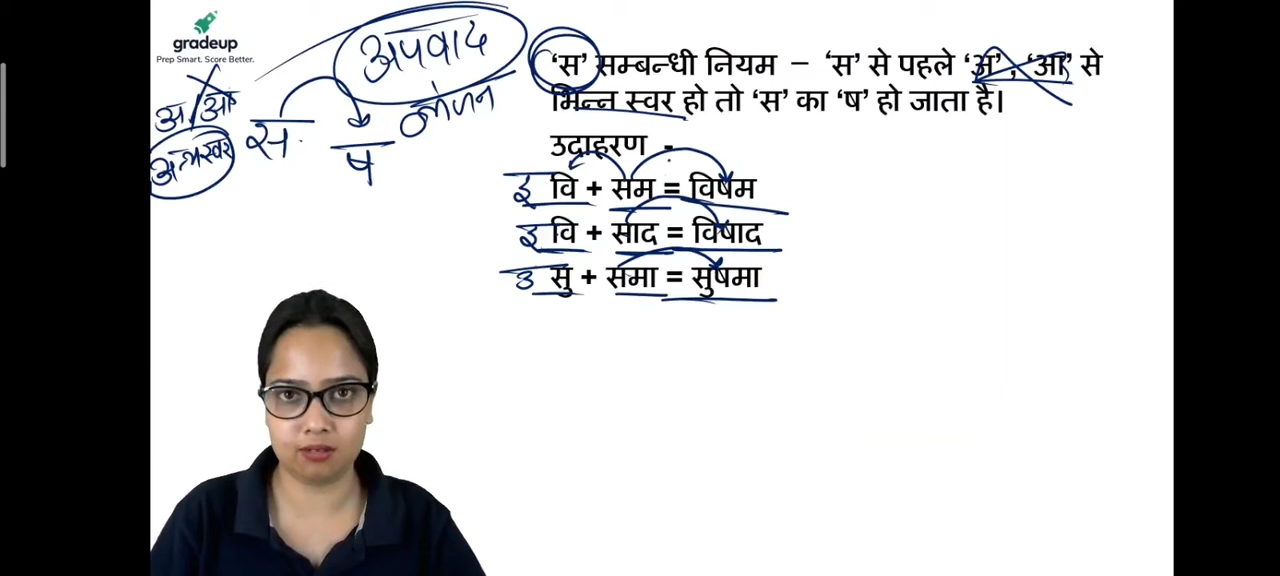 gradeup
Prep Smart. Score Better.
अपवाद
अ/आ
अन्य स्वर
स
ष
‘स’ सम्बन्धी नियम – ‘स’ से पहले ‘अ’, ‘आ’ से
भिन्न स्वर हो तो ‘स’ का ‘ष’ हो जाता है।
उदाहरण -
इ वि + सम = विषम
इ वि + साद = विषाद
उ सु + समा = सुषमा